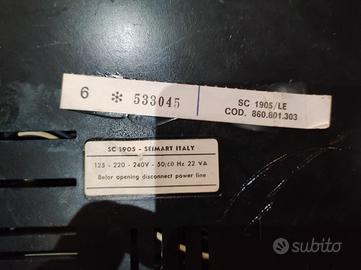 6 * 533045
SC 1905/LE
COD. 860.601.303
SC 1905 - SEIMART ITALY
125 - 220 - 240V - 50/60 Hz 22 VA
Befor opening disconnect power line
subito